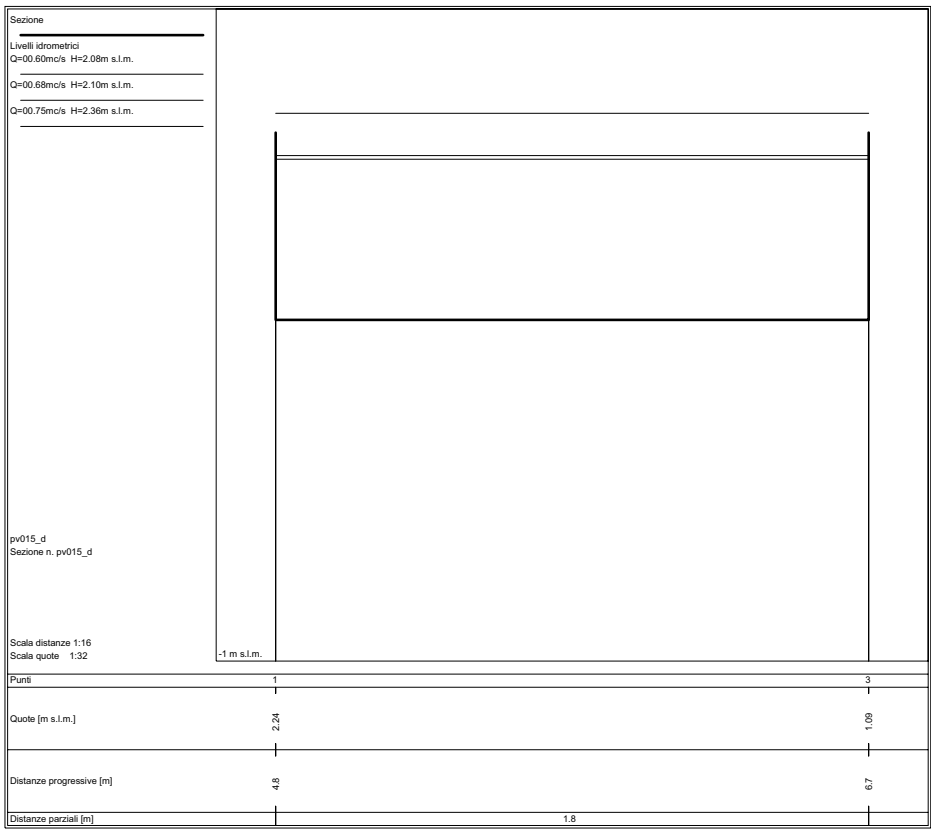 Sezione
Livelli idrometrici
Q=00.60mc/s H=2.08m s.l.m.
Q=00.68mc/s H=2.10m s.l.m.
Q=00.75mc/s H=2.36m s.l.m.
pv015_d
Sezione n. pv015_d
Scala distanze 1:16
Scala quote 1:32
-1 m s.l.m.
Punti 1 3
Quote [m s.l.m.] 2.24 1.09
Distanze progressive [m] 4.8 6.7
Distanze parziali [m] 1.8